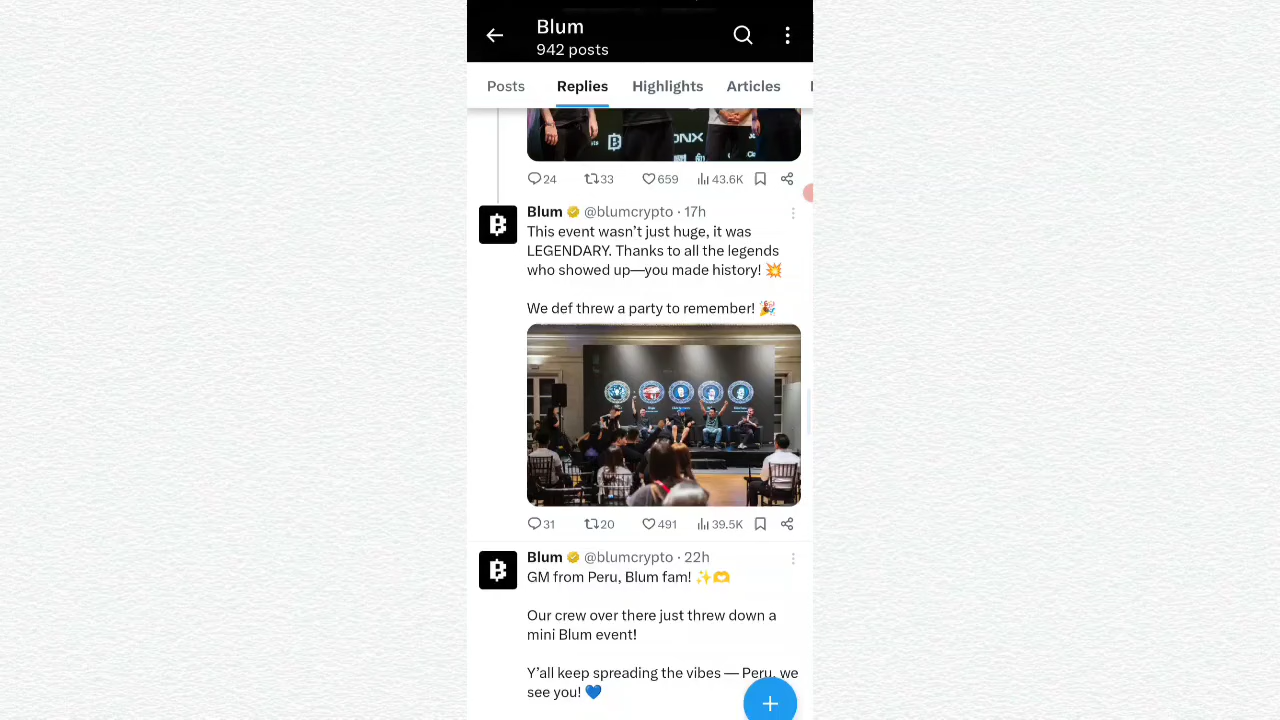 Blum
942 posts
Posts Replies Highlights Articles
24 33 659 43.6K
Blum @blumcrypto · 17h
This event wasn’t just huge, it was
LEGENDARY. Thanks to all the legends
who showed up—you made history! 💥
We def threw a party to remember! 🎉
31 20 491 39.5K
Blum @blumcrypto · 22h
GM from Peru, Blum fam! ✨🫶
Our crew over there just threw down a
mini Blum event!
Y’all keep spreading the vibes — Peru, we
see you! 💙